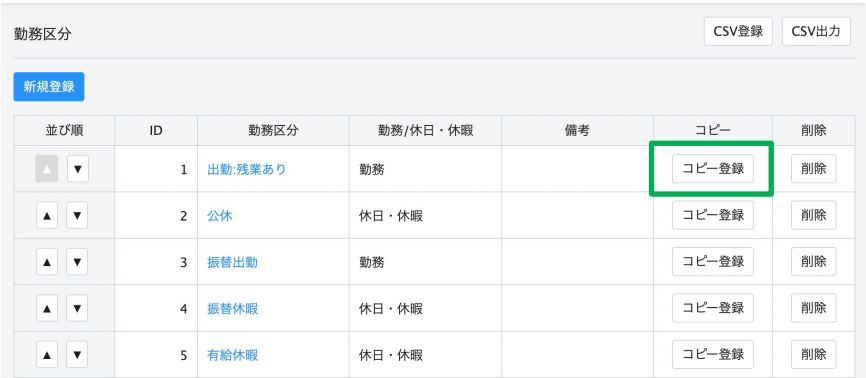 勤務区分
CSV登録 CSV出力
新規登録
並び順 ID 勤務区分 勤務/休日・休暇 備考 コピー 削除
▲ ▼ 1 出勤:残業あり 勤務 コピー登録 削除
▲ ▼ 2 公休 休日・休暇 コピー登録 削除
▲ ▼ 3 振替出勤 勤務 コピー登録 削除
▲ ▼ 4 振替休暇 休日・休暇 コピー登録 削除
▲ ▼ 5 有給休暇 休日・休暇 コピー登録 削除